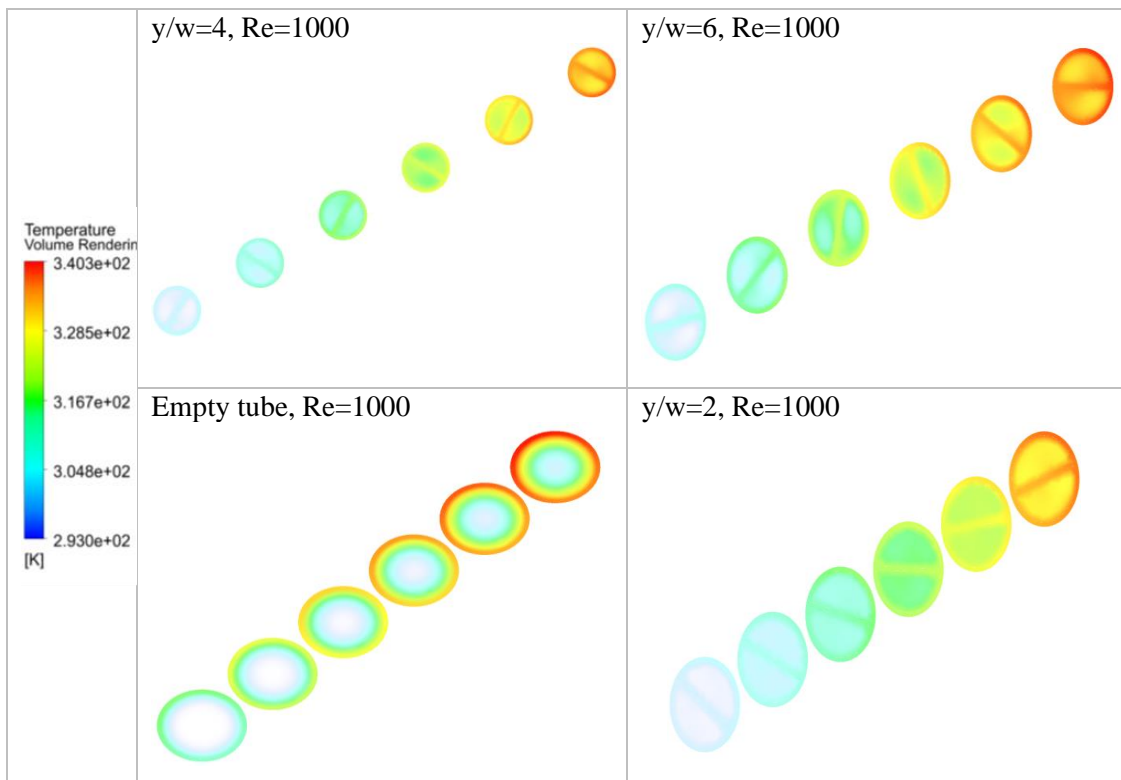 y/w=4, Re=1000
y/w=6, Re=1000
Temperature
Volume Renderin
3.403e+02
3.285e+02
3.167e+02
3.048e+02
2.930e+02
[K]
Empty tube, Re=1000
y/w=2, Re=1000